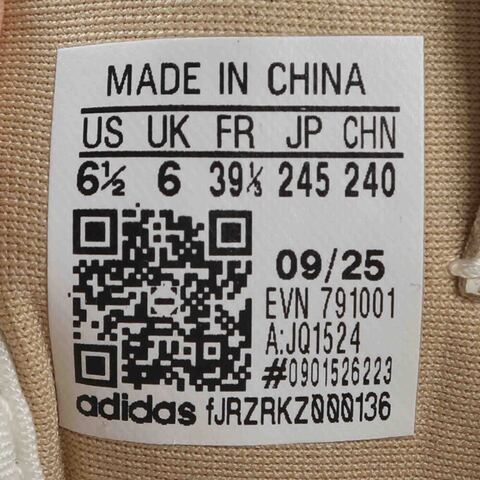 MADE IN CHINA
US UK FR JP CHN
6½ 6 39⅓ 245 240
09/25
EVN 791001
A:JQ1524
#0901526223
adidas fJRZRKZ000136